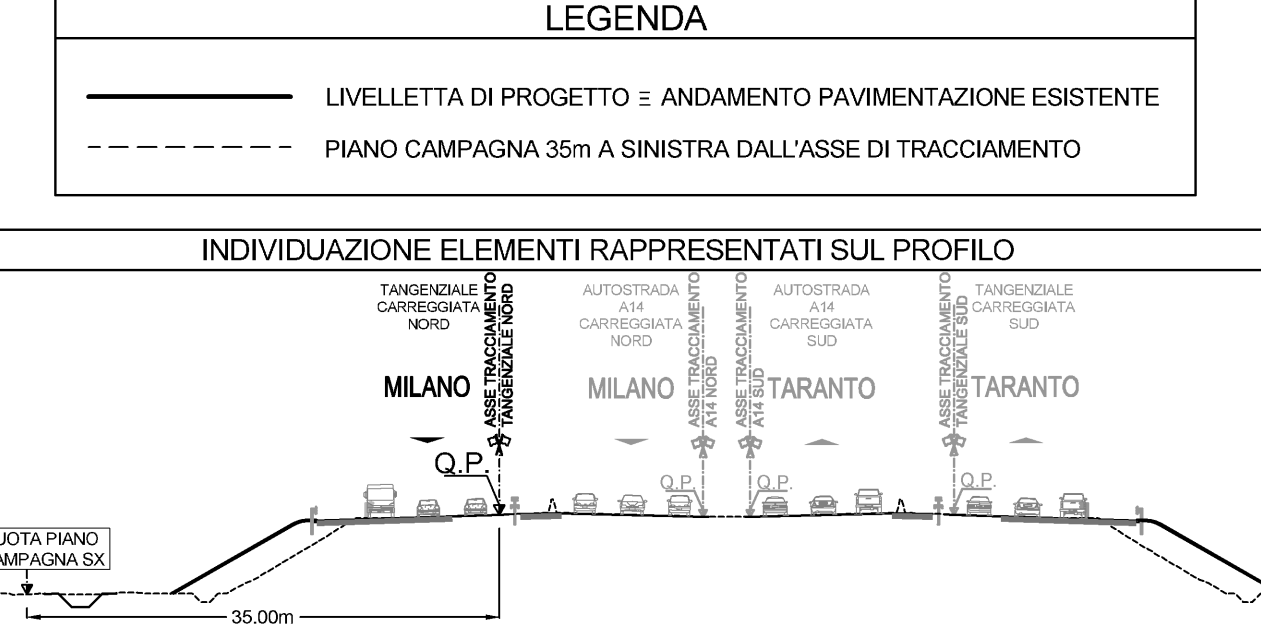 LEGENDA
LIVELLETTA DI PROGETTO Ξ ANDAMENTO PAVIMENTAZIONE ESISTENTE
PIANO CAMPAGNA 35m A SINISTRA DALL'ASSE DI TRACCIAMENTO
INDIVIDUAZIONE ELEMENTI RAPPRESENTATI SUL PROFILO
TANGENZIALE
CARREGGIATA
NORD
MILANO
ASSE TRACCIAMENTO
TANGENZIALE NORD
Q.P.
AUTOSTRADA
A14
CARREGGIATA
NORD
MILANO
ASSE TRACCIAMENTO
A14 NORD
Q.P.
ASSE TRACCIAMENTO
A14 SUD
Q.P.
AUTOSTRADA
A14
CARREGGIATA
SUD
TARANTO
ASSE TRACCIAMENTO
TANGENZIALE SUD
Q.P.
TANGENZIALE
CARREGGIATA
SUD
TARANTO
UOTA PIANO
AMPAGNA SX
35.00m